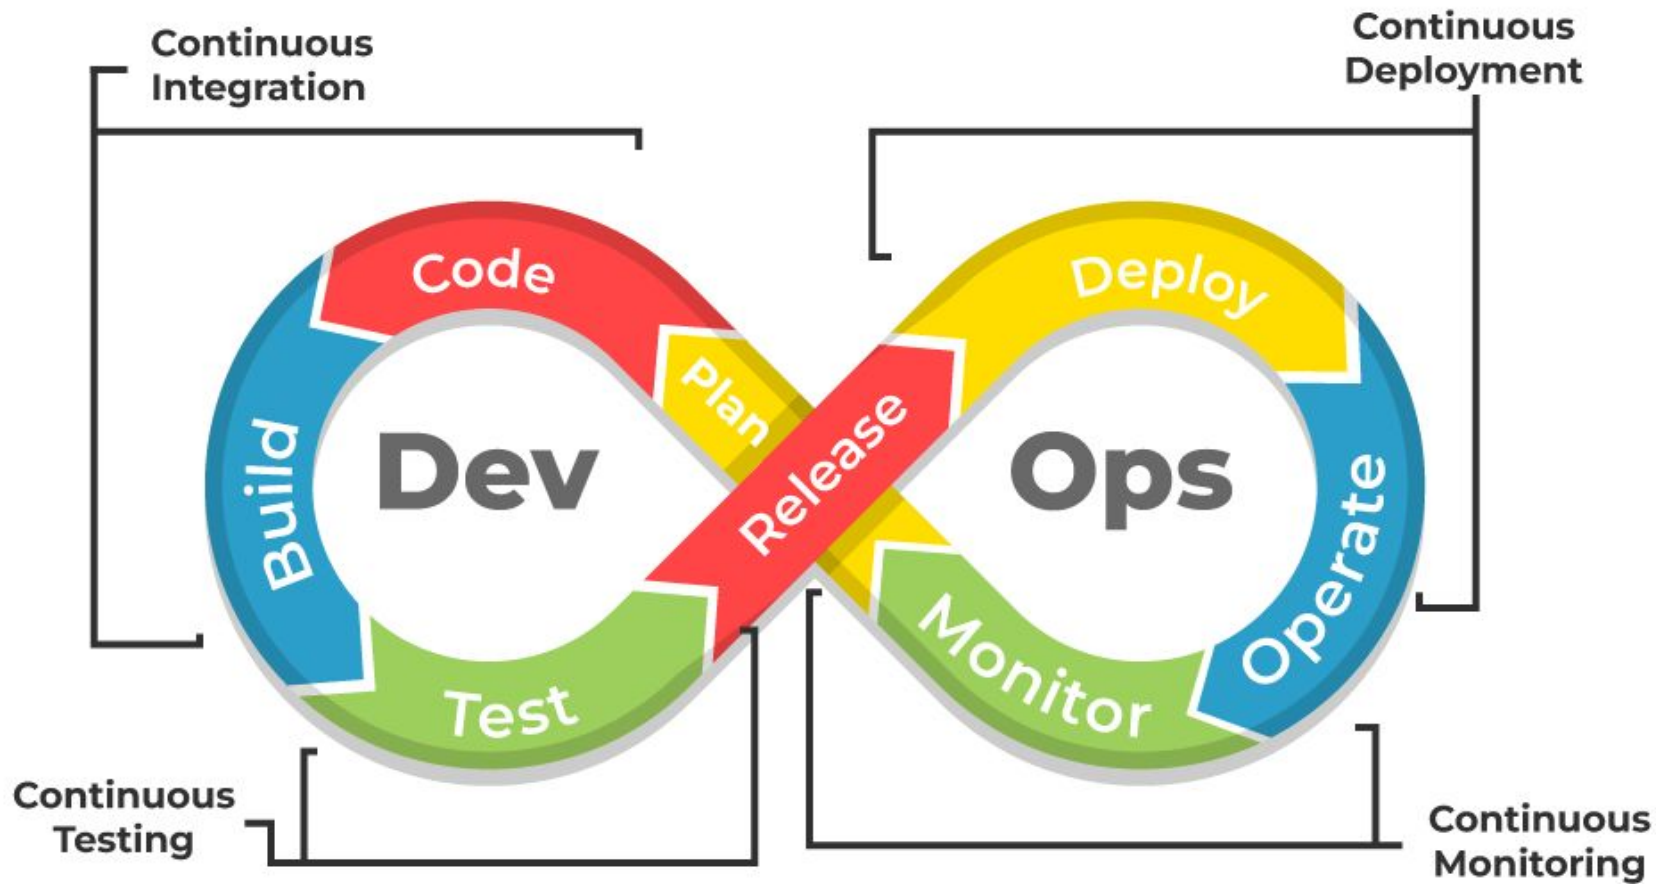 Continuous
Integration
Continuous
Deployment
Code
Deploy
Plan
Release
Build
Dev
Ops
Operate
Test
Monitor
Continuous
Testing
Continuous
Monitoring